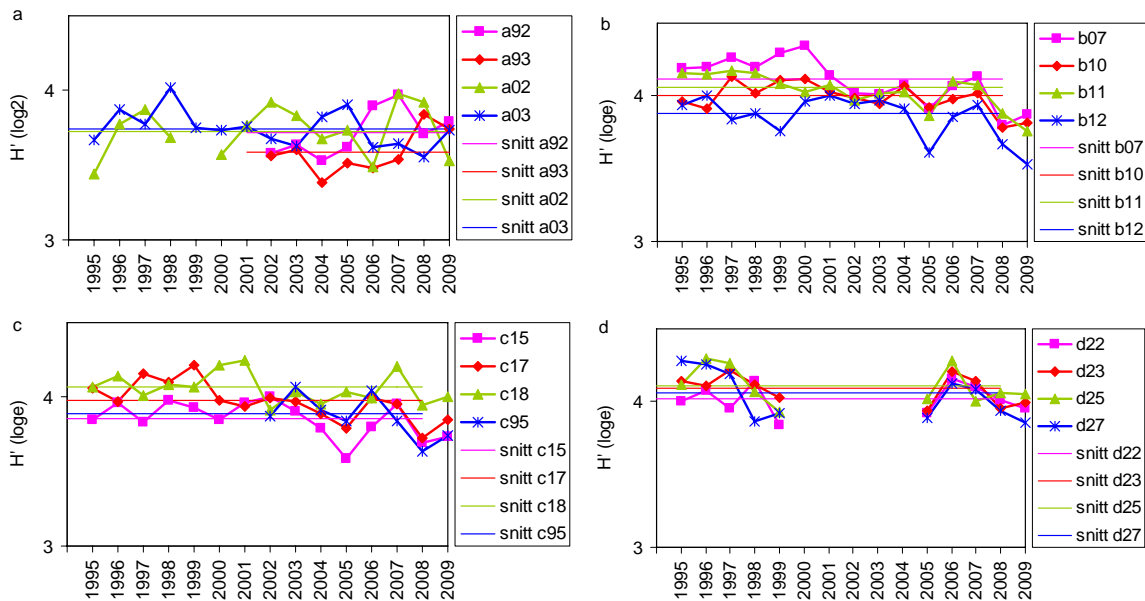 a
H' (log2)
4
3
1995 1996 1997 1998 1999 2000 2001 2002 2003 2004 2005 2006 2007 2008 2009
a92
a93
a02
a03
snitt a92
snitt a93
snitt a02
snitt a03
b
H' (loge)
4
3
1995 1996 1997 1998 1999 2000 2001 2002 2003 2004 2005 2006 2007 2008 2009
b07
b10
b11
b12
snitt b07
snitt b10
snitt b11
snitt b12
c
H' (loge)
4
3
1995 1996 1997 1998 1999 2000 2001 2002 2003 2004 2005 2006 2007 2008 2009
c15
c17
c18
c95
snitt c15
snitt c17
snitt c18
snitt c95
d
H' (loge)
4
3
1995 1996 1997 1998 1999 2000 2001 2002 2003 2004 2005 2006 2007 2008 2009
d22
d23
d25
d27
snitt d22
snitt d23
snitt d25
snitt d27